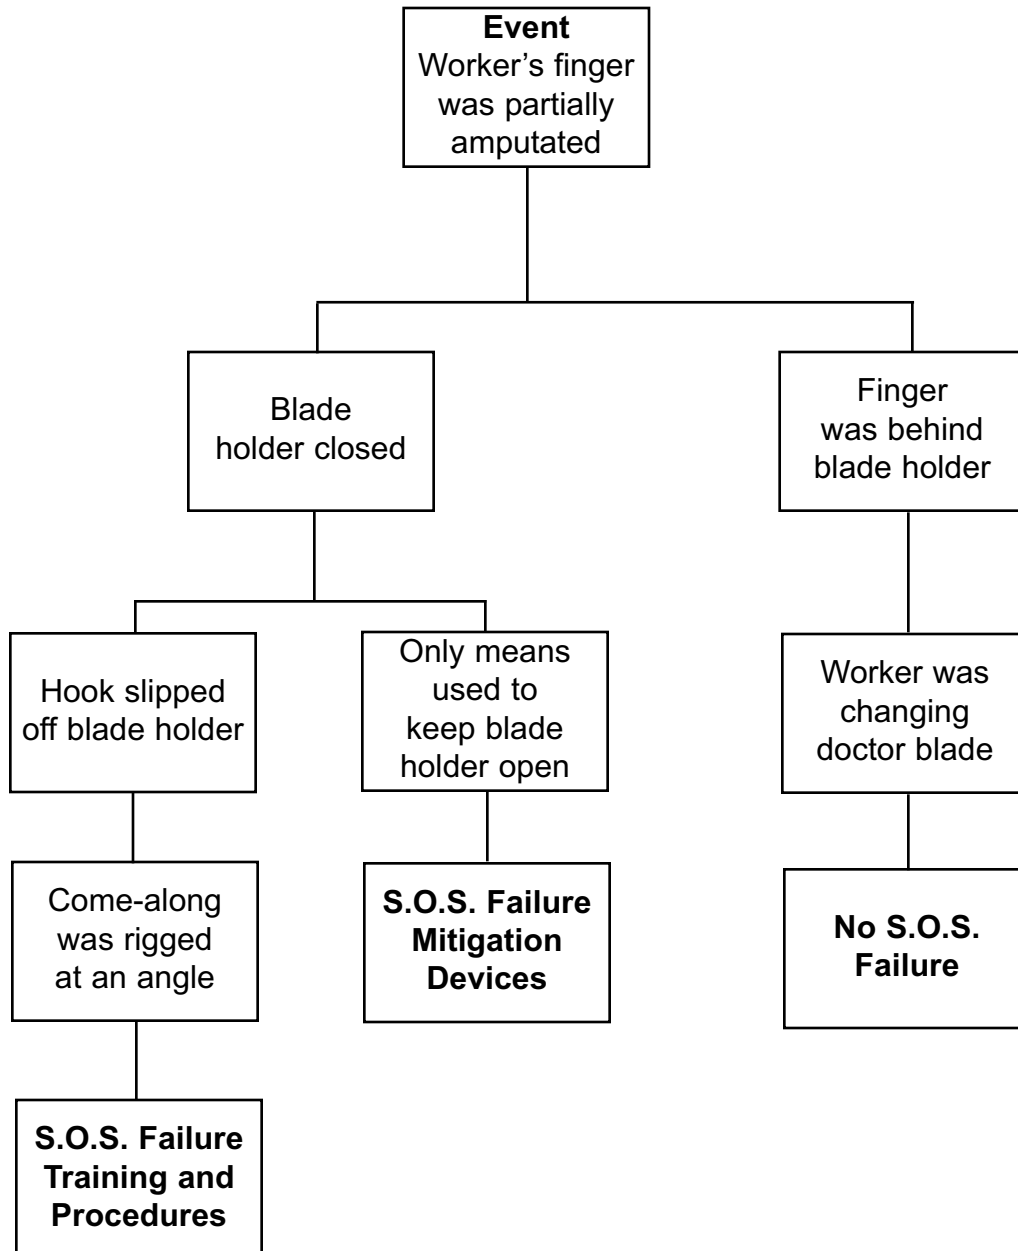 Event
Worker’s finger
was partially
amputated
Blade
holder closed
Finger
was behind
blade holder
Hook slipped
off blade holder
Only means
used to
keep blade
holder open
Worker was
changing
doctor blade
Come-along
was rigged
at an angle
S.O.S. Failure
Mitigation
Devices
No S.O.S.
Failure
S.O.S. Failure
Training and
Procedures